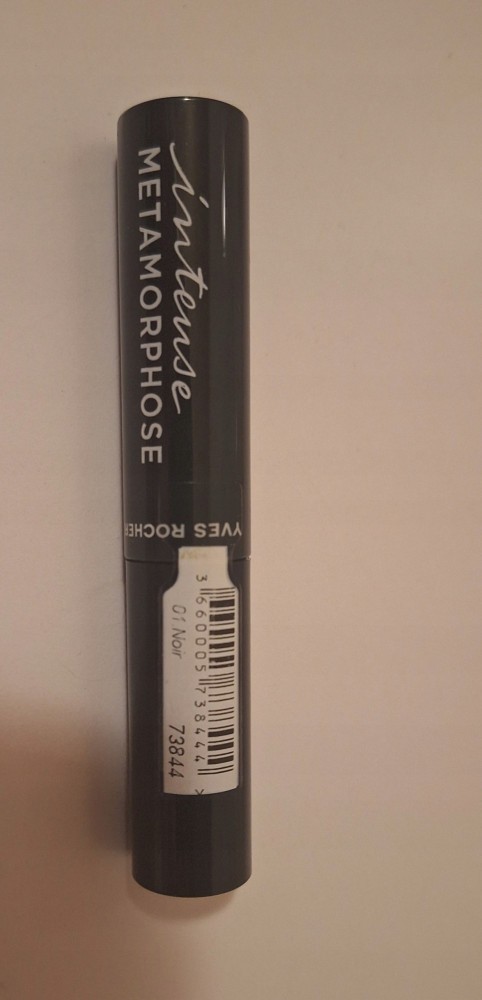 intense
METAMORPHOSE
YVES ROCHER
3 660005 738444 >
01 Noir
73844